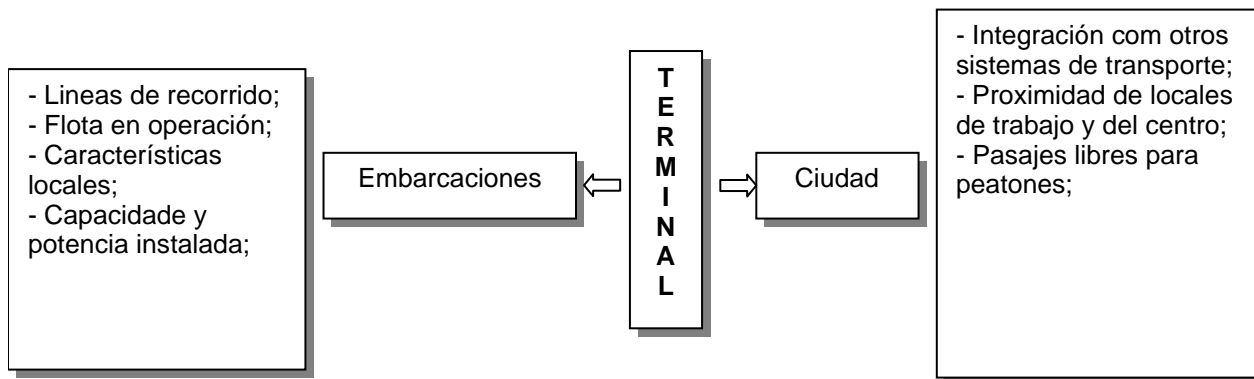 - Lineas de recorrido;
- Flota en operación;
- Características
locales;
- Capacidade y
potencia instalada;
Embarcaciones
T
E
R
M
I
N
A
L
Ciudad
- Integración com otros
sistemas de transporte;
- Proximidad de locales
de trabajo y del centro;
- Pasajes libres para
peatones;